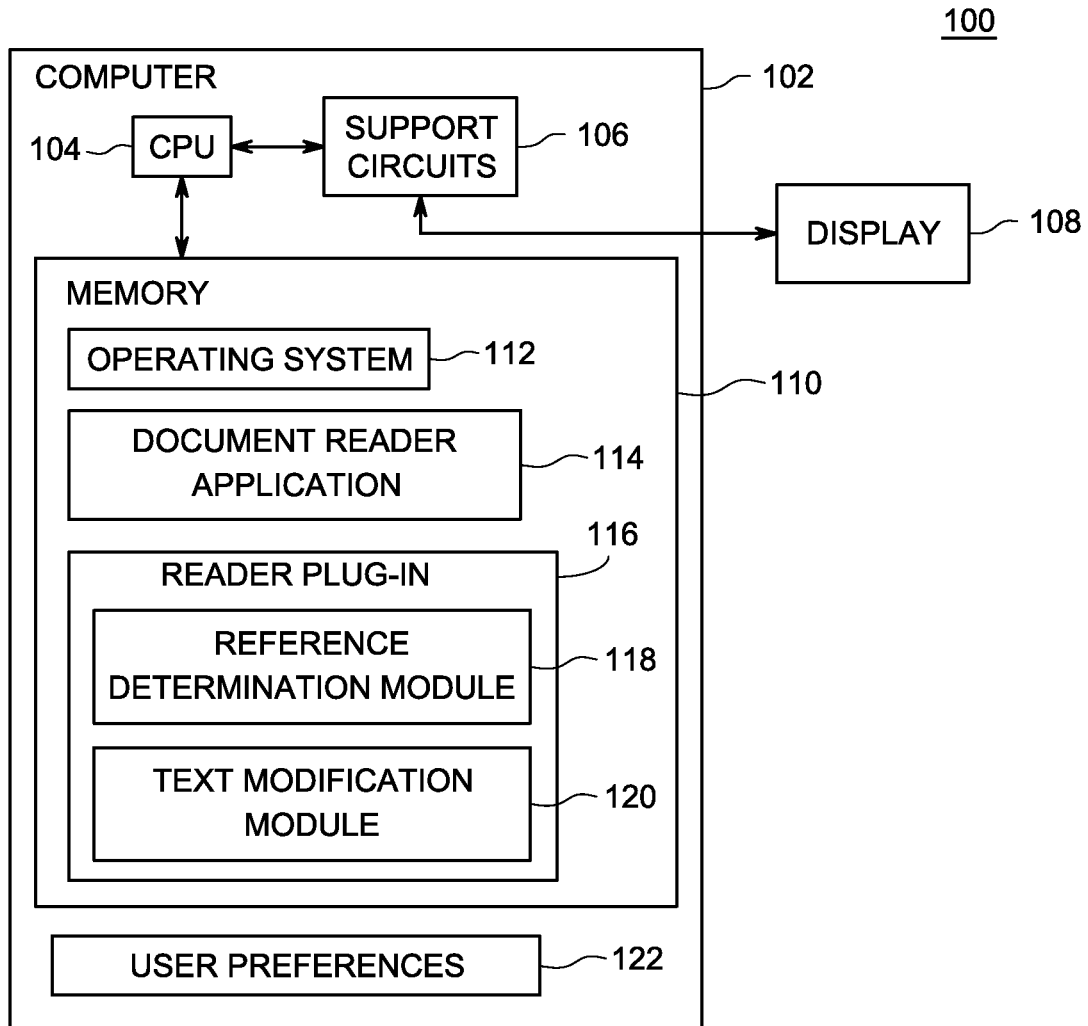 100
COMPUTER
102
104
CPU
SUPPORT
CIRCUITS
106
DISPLAY
108
MEMORY
OPERATING SYSTEM
112
110
DOCUMENT READER
APPLICATION
114
116
READER PLUG-IN
REFERENCE
DETERMINATION MODULE
118
TEXT MODIFICATION
MODULE
120
USER PREFERENCES
122